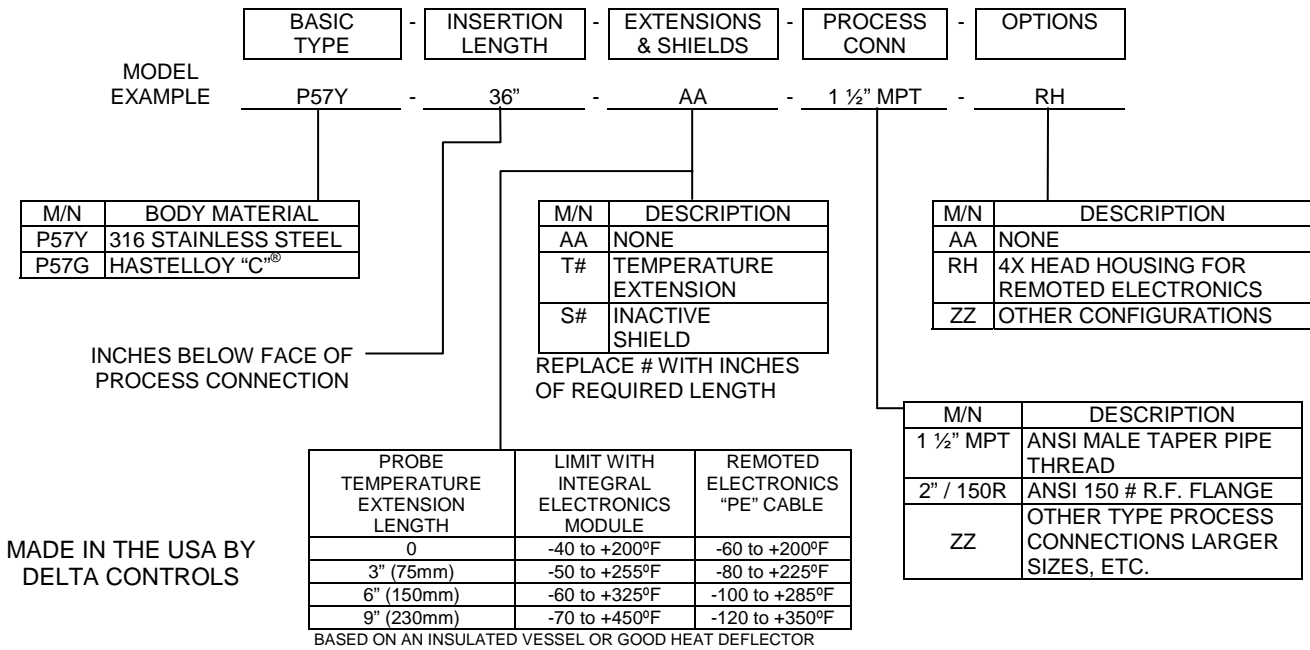 BASIC TYPE - INSERTION LENGTH - EXTENSIONS & SHIELDS - PROCESS CONN - OPTIONS
MODEL EXAMPLE
P57Y - 36” - AA - 1 ½” MPT - RH
M/N BODY MATERIAL
P57Y 316 STAINLESS STEEL
P57G HASTELLOY “C”®
M/N DESCRIPTION
AA NONE
T# TEMPERATURE
EXTENSION
S# INACTIVE
SHIELD
REPLACE # WITH INCHES
OF REQUIRED LENGTH
M/N DESCRIPTION
AA NONE
RH 4X HEAD HOUSING FOR
REMOTED ELECTRONICS
ZZ OTHER CONFIGURATIONS
INCHES BELOW FACE OF
PROCESS CONNECTION
M/N DESCRIPTION
1 ½” MPT ANSI MALE TAPER PIPE
THREAD
2” / 150R ANSI 150 # R.F. FLANGE
ZZ OTHER TYPE PROCESS
CONNECTIONS LARGER
SIZES, ETC.
PROBE TEMPERATURE EXTENSION LENGTH LIMIT WITH INTEGRAL ELECTRONICS MODULE REMOTED ELECTRONICS “PE” CABLE
0 -40 to +200ºF -60 to +200ºF
3” (75mm) -50 to +255ºF -80 to +225ºF
6” (150mm) -60 to +325ºF -100 to +285ºF
9” (230mm) -70 to +450ºF -120 to +350ºF
BASED ON AN INSULATED VESSEL OR GOOD HEAT DEFLECTOR
MADE IN THE USA BY
DELTA CONTROLS